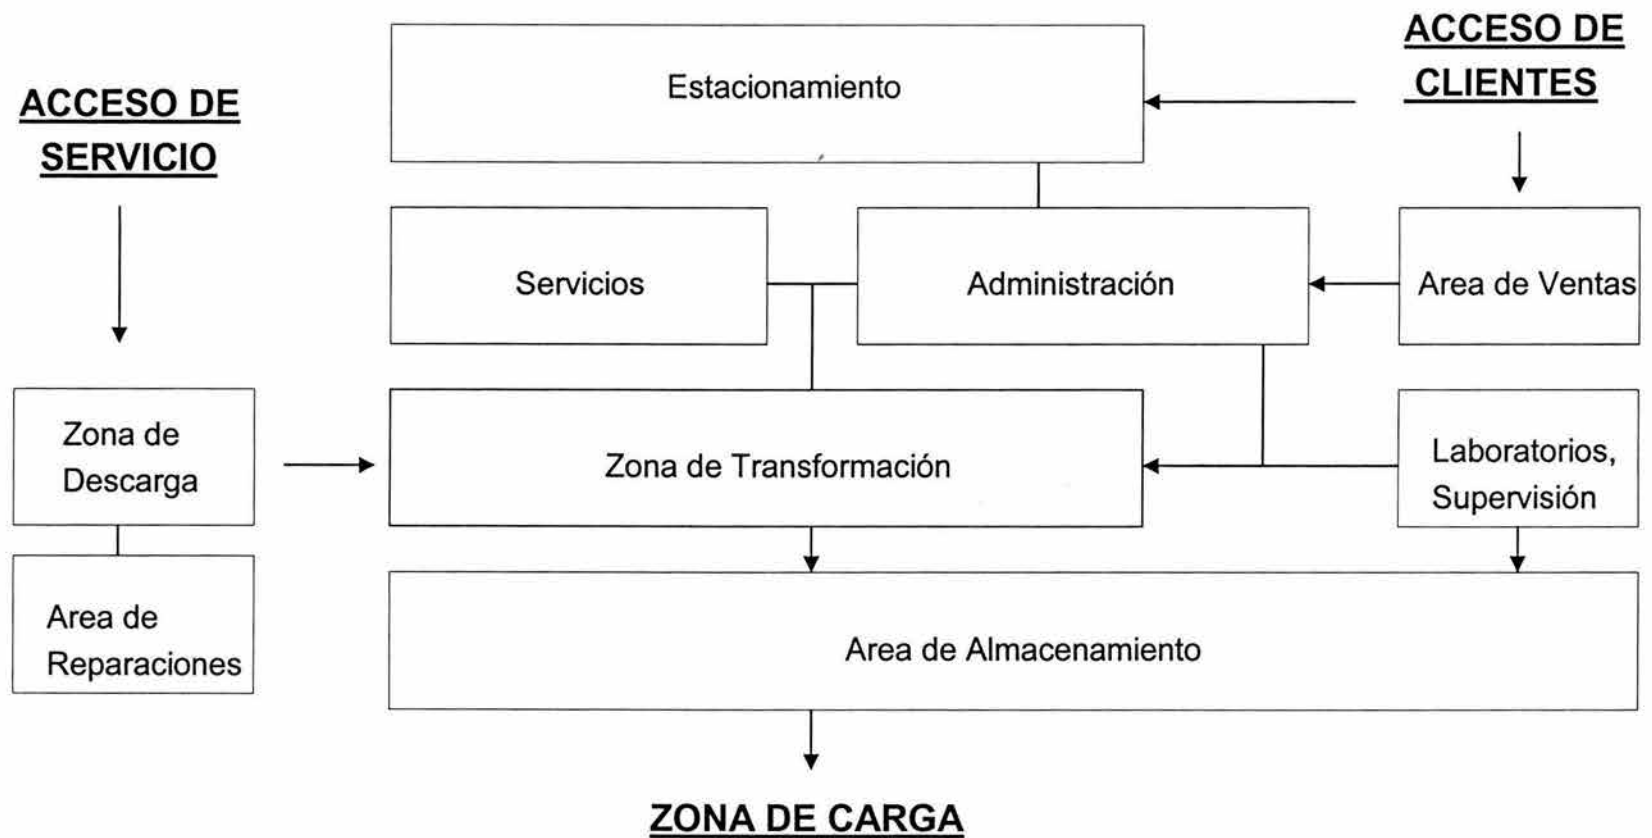 ACCESO DE
CLIENTES
Estacionamiento
ACCESO DE
SERVICIO
Servicios
Administración
Area de Ventas
Zona de
Descarga
Zona de Transformación
Laboratorios,
Supervisión
Area de
Reparaciones
Area de Almacenamiento
ZONA DE CARGA